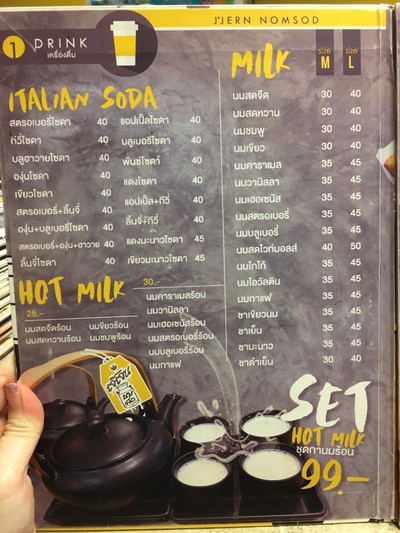 J'JERN NOMSOD
1 DRINK
เครื่องดื่ม
ITALIAN SODA
สตรอเบอรี่โซดา 40
กีวี่โซดา 40
บลูฮาวายโซดา 40
องุ่นโซดา 40
เขียวโซดา 40
สตรอเบอรี่+ลิ้นจี่ 40
องุ่น+บลูเบอรี่โซดา 40
สตรอเบอรี่+องุ่น+ฮาวาย 40
ลิ้นจี่โซดา 45
แอปเปิ้ลโซดา 40
บลูเบอรี่โซดา 40
พันช์โซดา 40
แดงโซดา 40
แอปเปิ้ล+กีวี่ 40
ลิ้นจี่+กีวี่ 40
แดงมะนาวโซดา 45
เขียวมะนาวโซดา 45
MILK
size M
size L
นมสดจืด 30 40
นมสดหวาน 30 40
นมชมพู 30 40
นมเขียว 30 40
นมคาราเมล 35 45
นมวานิลลา 35 45
นมเฮเซนัส 35 45
นมสตรอเบอรี่ 35 45
นมบลูเบอรี่ 35 45
นมสดไวท์มอลล์ 40 50
นมโกโก้ 35 45
นมโอวัลติน 35 45
นมกาแฟ 35 45
ชาเขียวนม 35 45
ชาเย็น 35 45
ชามะนาว 35 45
ชาดำเย็น 30 40
HOT MILK
25.-
นมสดจืดร้อน นมเขียวร้อน
นมสดหวานร้อน นมชมพูร้อน
30.-
นมคาราเมลร้อน
นมวานิลลา
นมเฮเซนัสร้อน
นมสตรอเบอรี่ร้อน
นมบลูเบอรี่ร้อน
นมกาแฟ
SET
HOT MILK
ชุดกานมร้อน
99.-